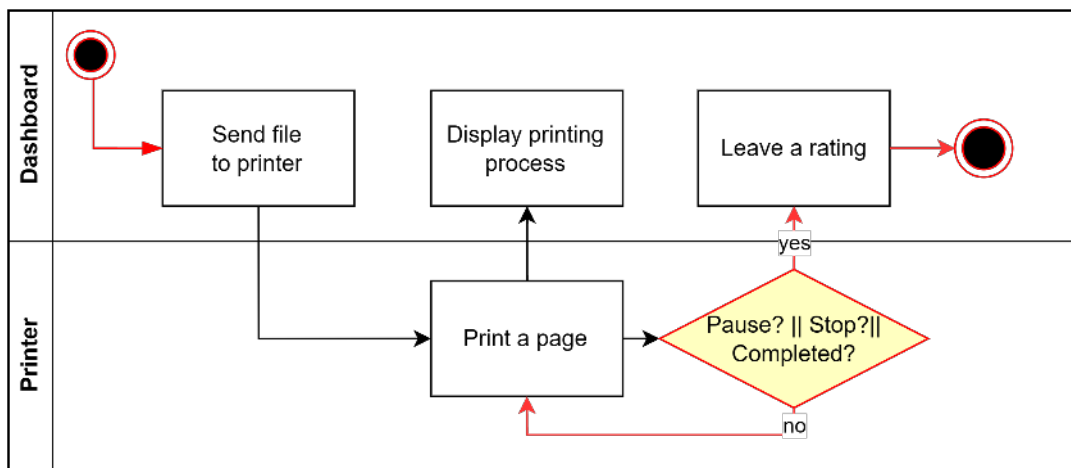 Dashboard
Send file
to printer
Display printing
process
Leave a rating
yes
Printer
Print a page
Pause? || Stop?||
Completed?
no